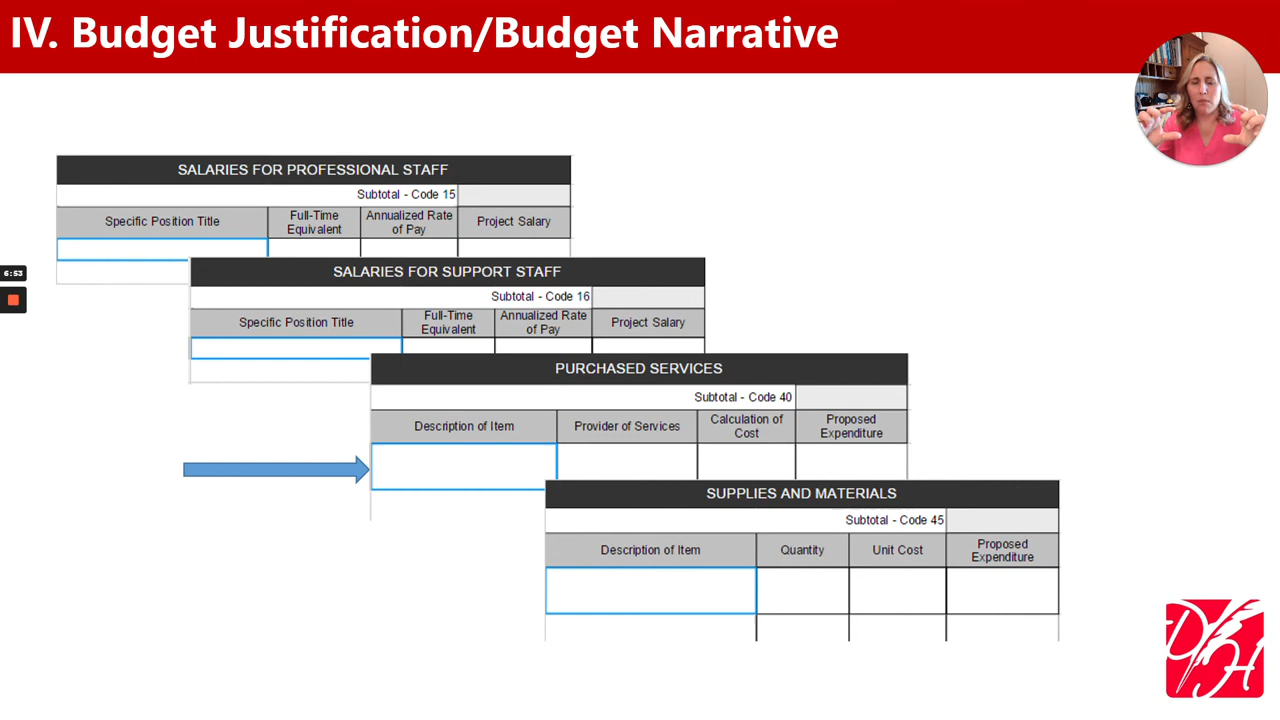 IV. Budget Justification/Budget Narrative
SALARIES FOR PROFESSIONAL STAFF
Subtotal - Code 15
Specific Position Title
Full-Time Equivalent
Annualized Rate of Pay
Project Salary
6:53
SALARIES FOR SUPPORT STAFF
Subtotal - Code 16
Specific Position Title
Full-Time Equivalent
Annualized Rate of Pay
Project Salary
PURCHASED SERVICES
Subtotal - Code 40
Description of Item
Provider of Services
Calculation of Cost
Proposed Expenditure
SUPPLIES AND MATERIALS
Subtotal - Code 45
Description of Item
Quantity
Unit Cost
Proposed Expenditure